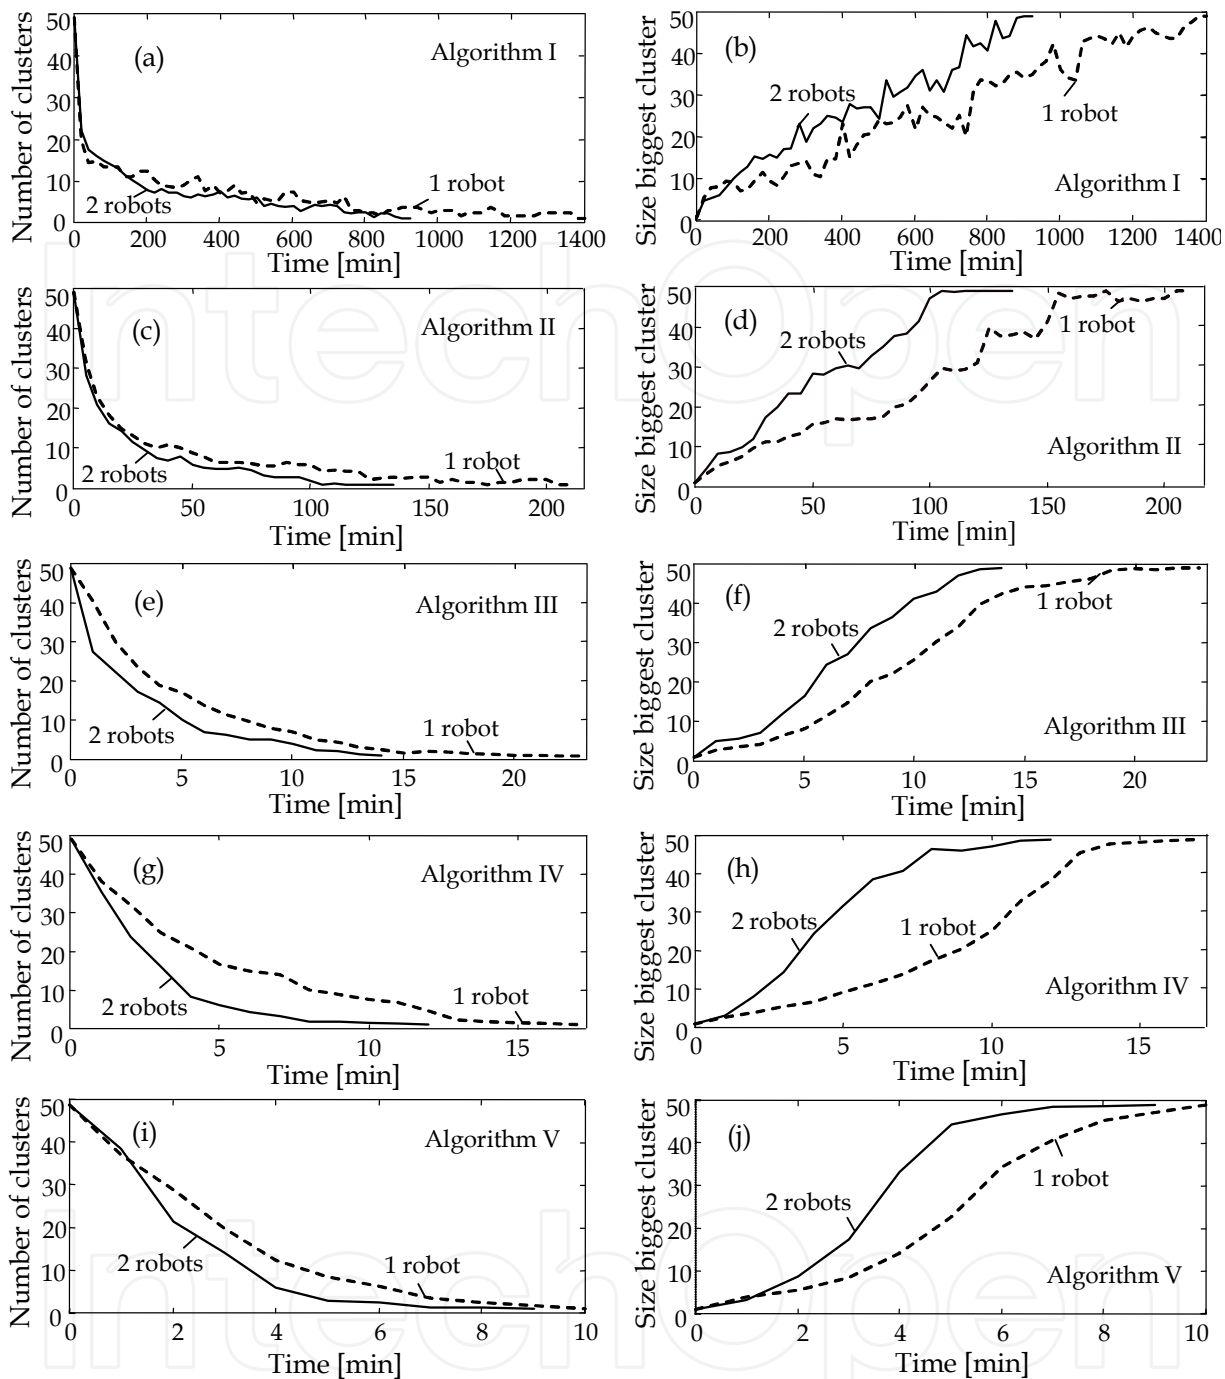 Number of clusters
50
40
30
20
10
0
(a)
Algorithm I
2 robots
1 robot
0 200 400 600 800 1000 1200 1400
Time [min]
Size biggest cluster
50
40
30
20
10
0
(b)
2 robots
1 robot
Algorithm I
0 200 400 600 800 1000 1200 1400
Time [min]
Number of clusters
50
40
30
20
10
0
(c)
Algorithm II
2 robots
1 robot
0 50 100 150 200
Time [min]
Size biggest cluster
50
40
30
20
10
0
(d)
2 robots
1 robot
Algorithm II
0 50 100 150 200
Time [min]
Number of clusters
50
40
30
20
10
0
(e)
Algorithm III
2 robots
1 robot
0 5 10 15 20
Time [min]
Size biggest cluster
50
40
30
20
10
0
(f)
2 robots
1 robot
Algorithm III
0 5 10 15 20
Time [min]
Number of clusters
50
40
30
20
10
0
(g)
Algorithm IV
2 robots
1 robot
0 5 10 15
Time [min]
Size biggest cluster
50
40
30
20
10
0
(h)
2 robots
1 robot
Algorithm IV
0 5 10 15
Time [min]
Number of clusters
50
40
30
20
10
0
(i)
Algorithm V
2 robots
1 robot
0 2 4 6 8 10
Time [min]
Size biggest cluster
50
40
30
20
10
0
(j)
2 robots
1 robot
Algorithm V
0 2 4 6 8 10
Time [min]
IntechOpen
IntechOpen